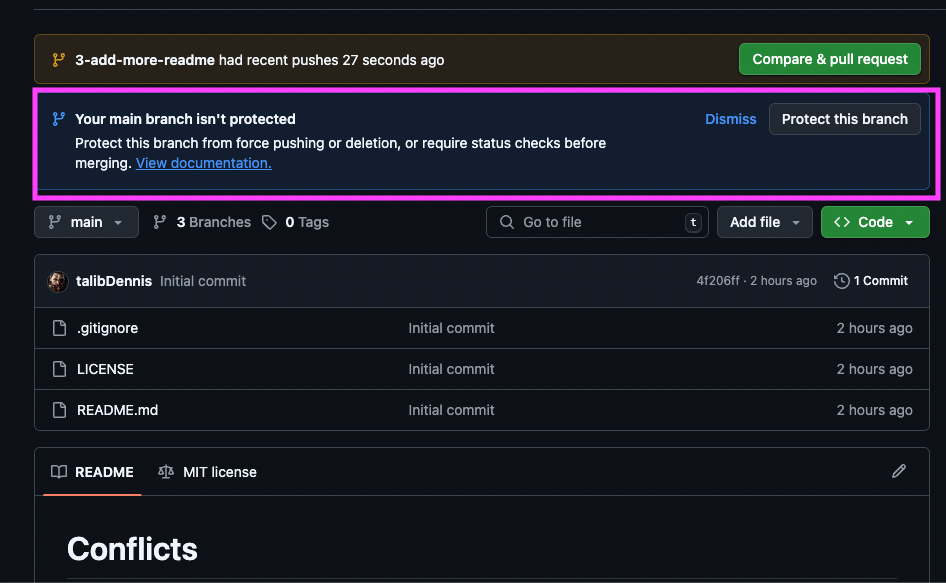 3-add-more-readme had recent pushes 27 seconds ago
Compare & pull request
Your main branch isn't protected
Dismiss
Protect this branch
Protect this branch from force pushing or deletion, or require status checks before
merging. View documentation.
main
3 Branches
0 Tags
Go to file
t
Add file
<> Code
talibDennis Initial commit
4f206ff · 2 hours ago
1 Commit
.gitignore
Initial commit
2 hours ago
LICENSE
Initial commit
2 hours ago
README.md
Initial commit
2 hours ago
README
MIT license
Conflicts